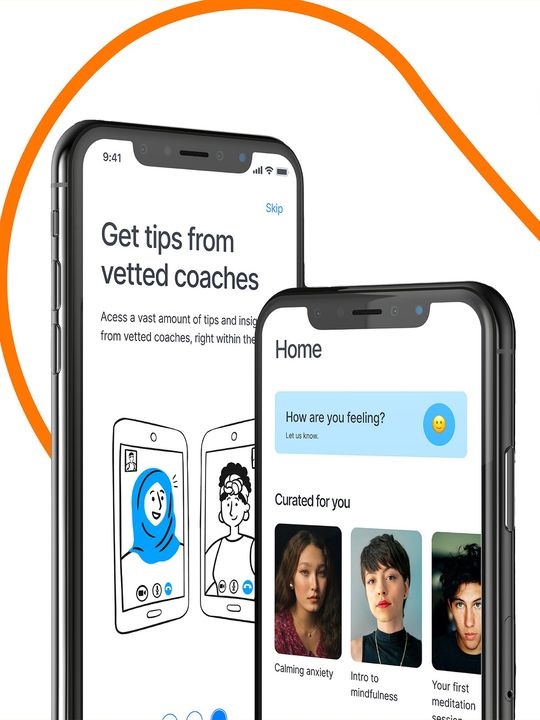 9:41
Skip
Get tips from
vetted coaches
Acess a vast amount of tips and
from vetted coaches, right within
Home
How are you feeling?
Let us know.
Curated for you
Calming anxiety
Intro to
mindfulness
Your first
meditation
session